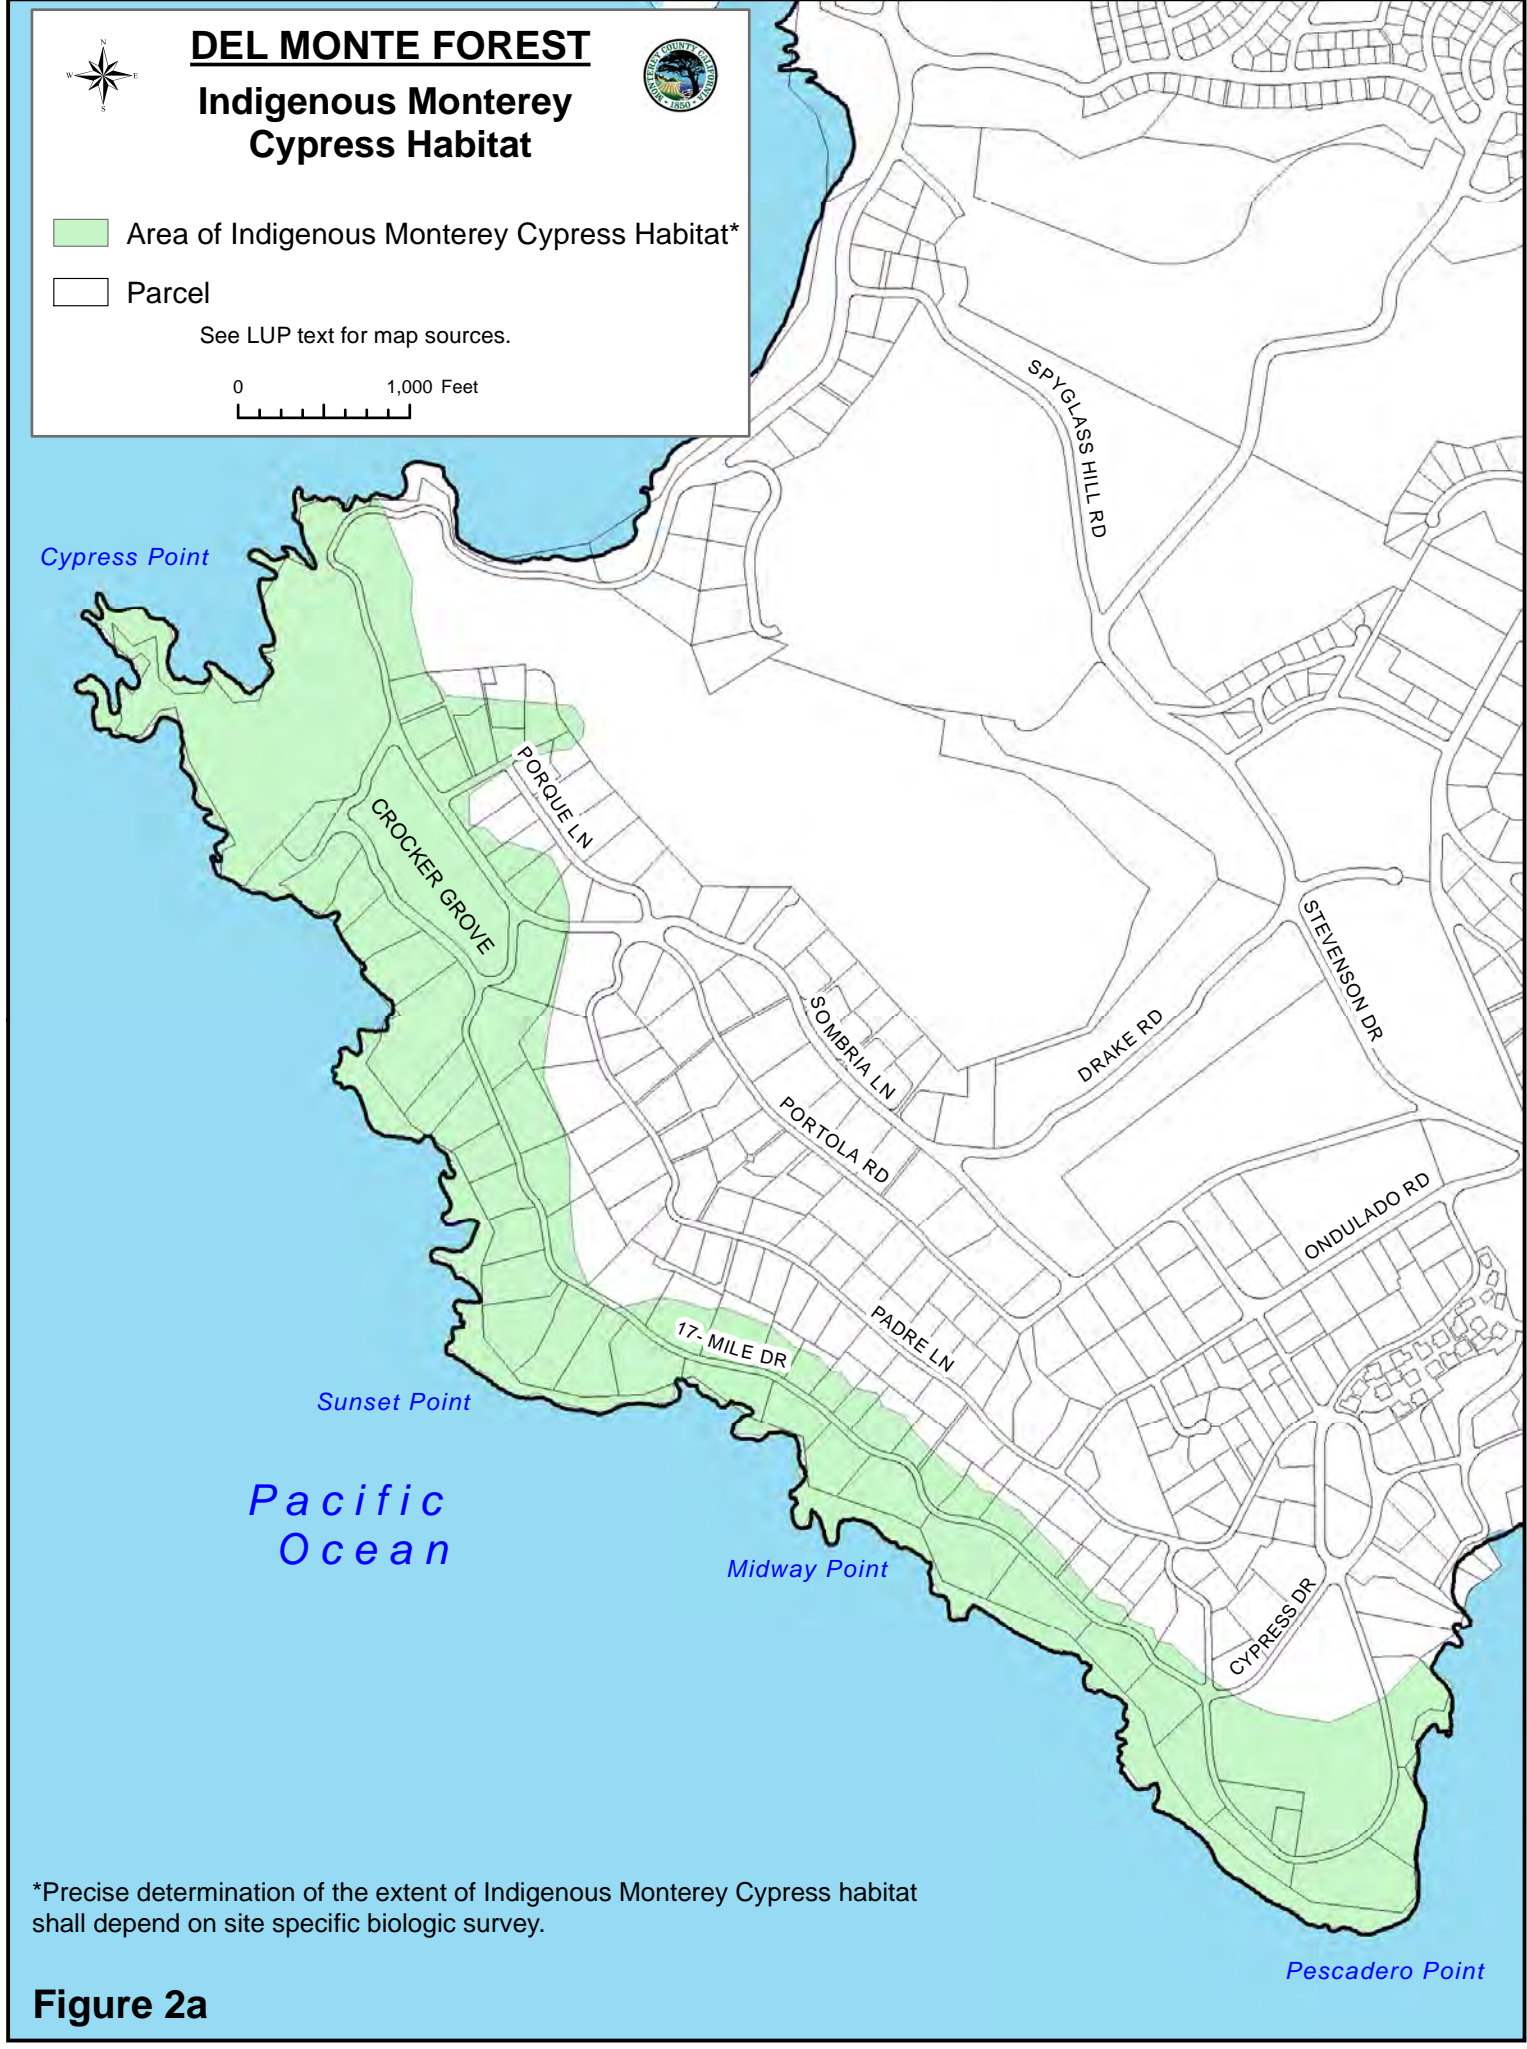 DEL MONTE FOREST
Indigenous Monterey
Cypress Habitat
N
W
E
S
MONTEREY COUNTY CALIFORNIA
1850
Area of Indigenous Monterey Cypress Habitat*
Parcel
See LUP text for map sources.
0
1,000 Feet
SPYGLASS HILL RD
Cypress Point
PORQUE LN
CROCKER GROVE
STEVENSON DR
SOMBRIA LN
DRAKE RD
PORTOLA RD
ONDULADO RD
PADRE LN
17- MILE DR
Sunset Point
Pacific
Ocean
Midway Point
CYPRESS DR
*Precise determination of the extent of Indigenous Monterey Cypress habitat
shall depend on site specific biologic survey.
Pescadero Point
Figure 2a